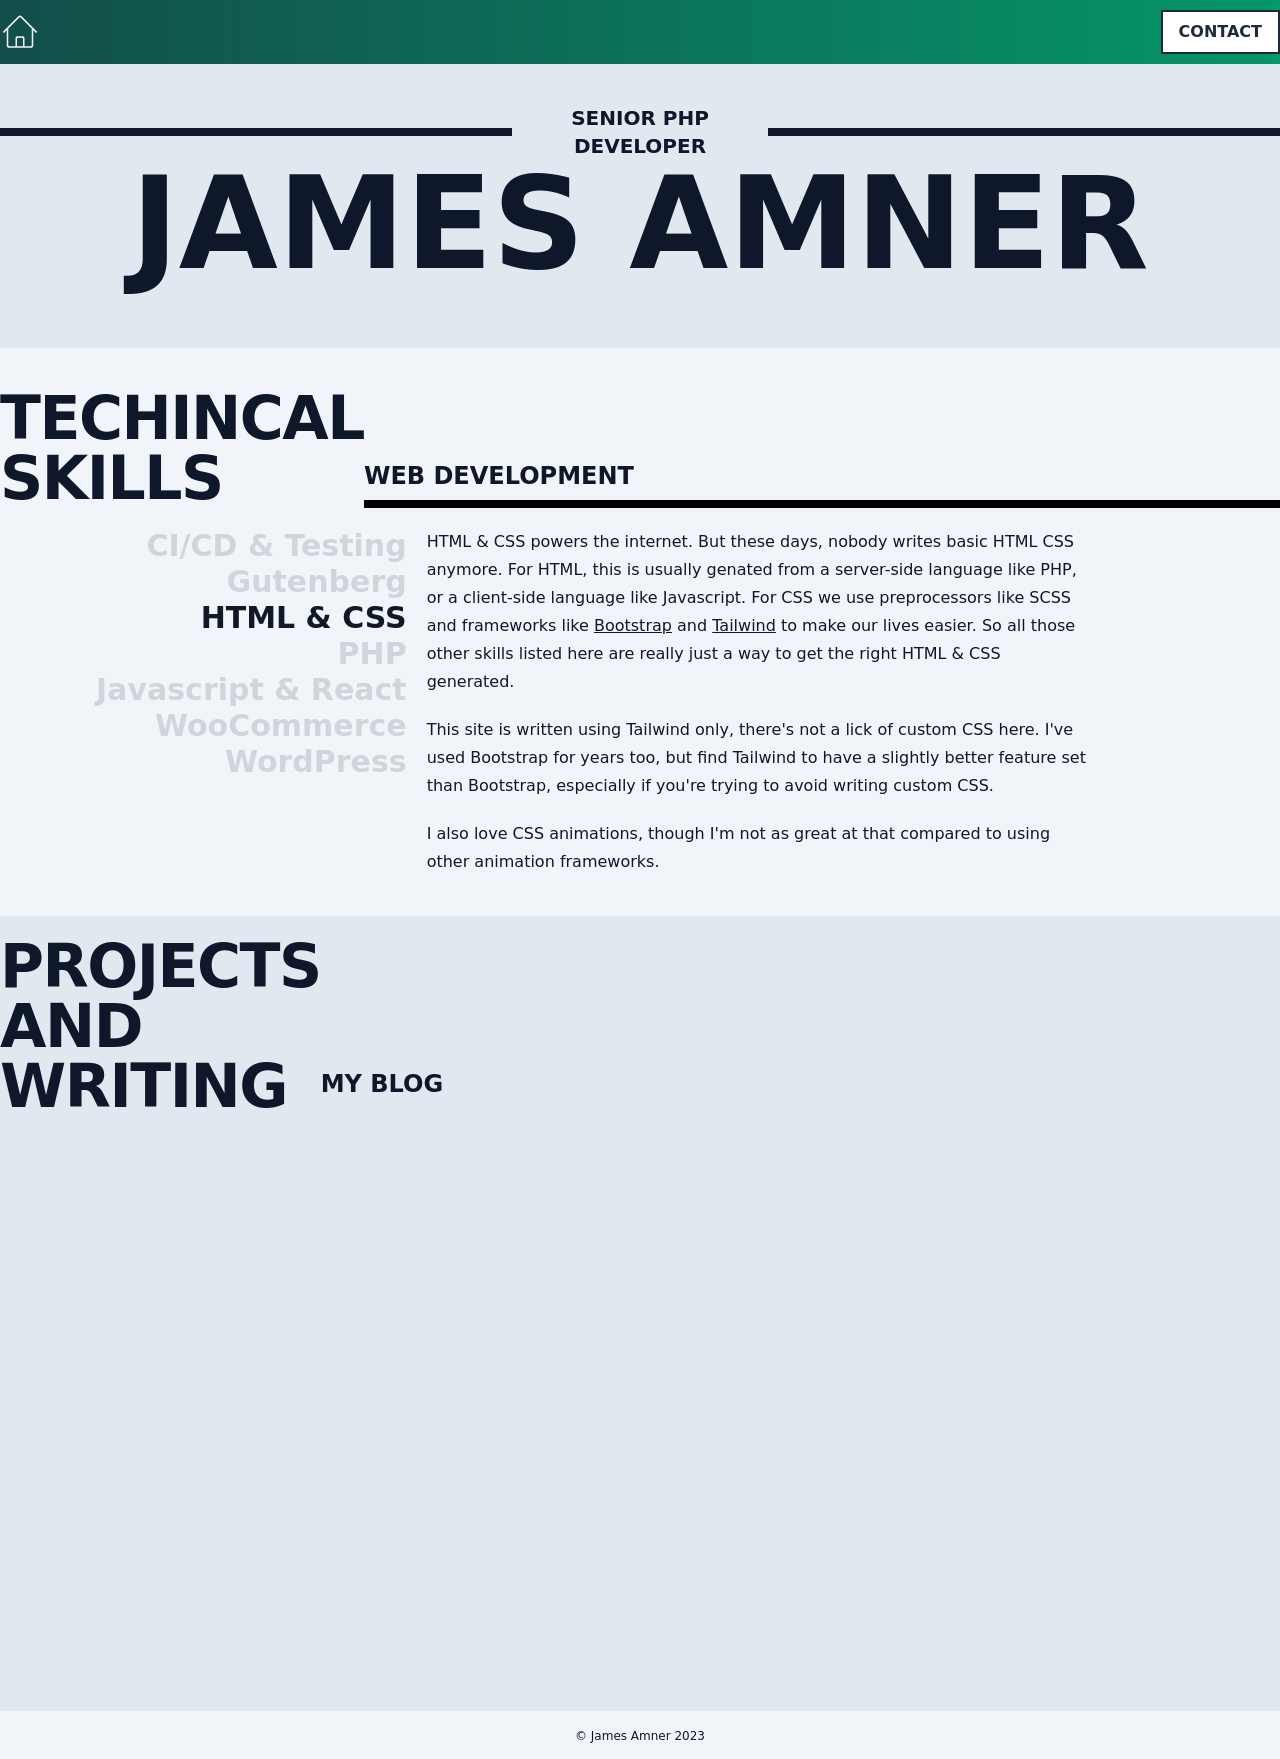 CONTACT
SENIOR PHP
DEVELOPER
JAMES AMNER
TECHINCAL
SKILLS
WEB DEVELOPMENT
CI/CD & Testing
Gutenberg
HTML & CSS
PHP
Javascript & React
WooCommerce
WordPress
HTML & CSS powers the internet. But these days, nobody writes basic HTML CSS
anymore. For HTML, this is usually genated from a server-side language like PHP,
or a client-side language like Javascript. For CSS we use preprocessors like SCSS
and frameworks like Bootstrap and Tailwind to make our lives easier. So all those
other skills listed here are really just a way to get the right HTML & CSS
generated.
This site is written using Tailwind only, there's not a lick of custom CSS here. I've
used Bootstrap for years too, but find Tailwind to have a slightly better feature set
than Bootstrap, especially if you're trying to avoid writing custom CSS.
I also love CSS animations, though I'm not as great at that compared to using
other animation frameworks.
PROJECTS
AND
WRITING
MY BLOG
© James Amner 2023